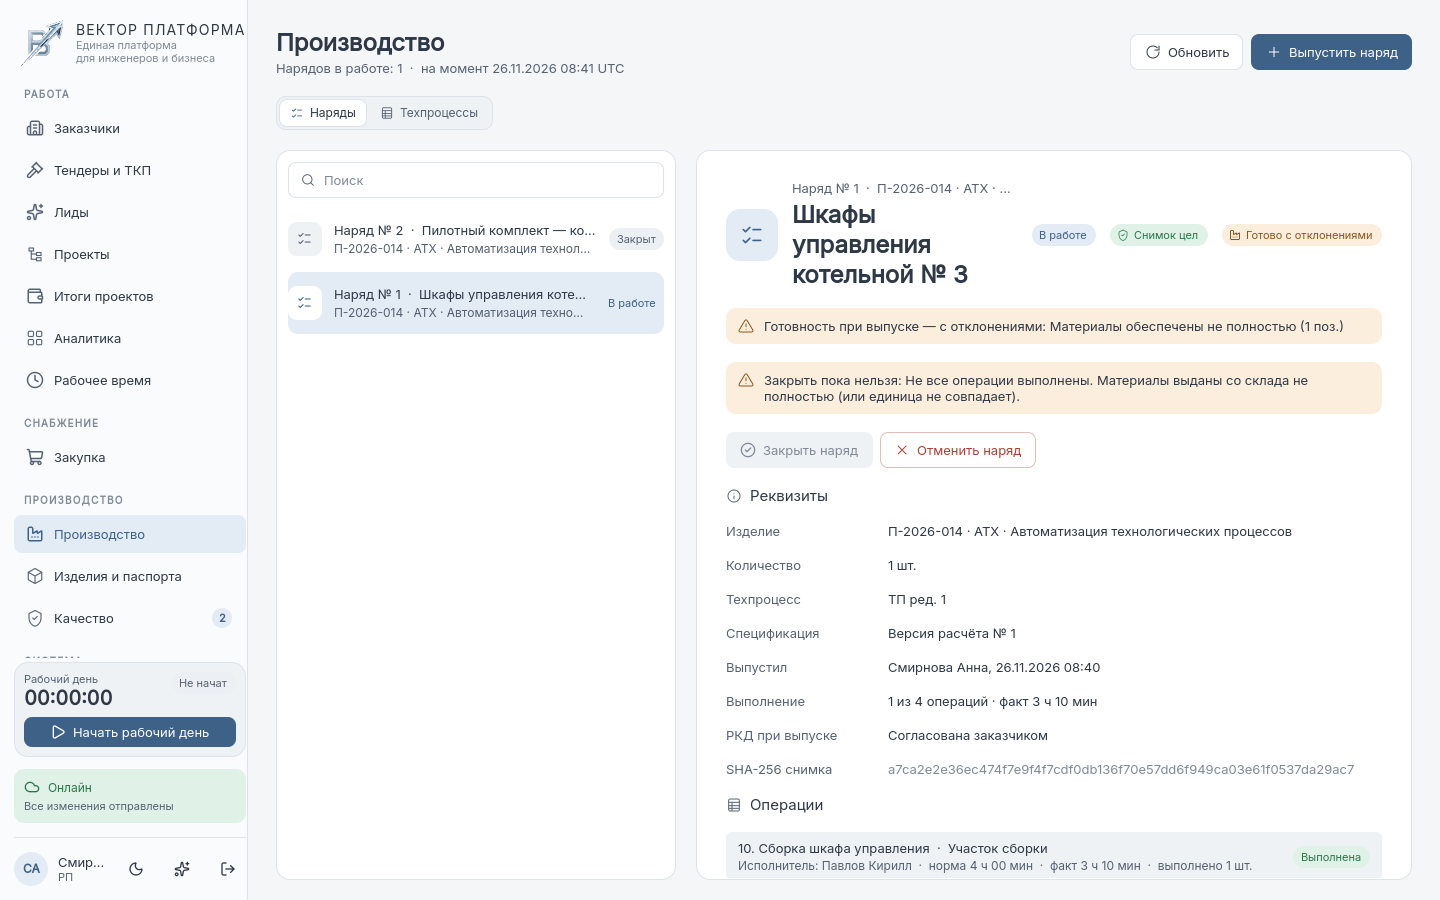 ВЕКТОР ПЛАТФОРМА
Единая платформа
для инженеров и бизнеса
РАБОТА
Заказчики
Тендеры и ТКП
Лиды
Проекты
Итоги проектов
Аналитика
Рабочее время
СНАБЖЕНИЕ
Закупка
ПРОИЗВОДСТВО
Производство
Изделия и паспорта
Качество 2
Рабочий день
Не начат
00:00:00
Начать рабочий день
Онлайн
Все изменения отправлены
СА
Смир...
РП
Производство
Нарядов в работе: 1 · на момент 26.11.2026 08:41 UTC
Обновить
Выпустить наряд
Наряды
Техпроцессы
Поиск
Наряд № 2 · Пилотный комплект — ко...
П-2026-014 · АТХ · Автоматизация технол...
Закрыт
Наряд № 1 · Шкафы управления коте...
П-2026-014 · АТХ · Автоматизация техно...
В работе
Наряд № 1 · П-2026-014 · АТХ · ...
Шкафы
управления
котельной № 3
В работе
Снимок цел
Готово с отклонениями
Готовность при выпуске — с отклонениями: Материалы обеспечены не полностью (1 поз.)
Закрыть пока нельзя: Не все операции выполнены. Материалы выданы со склада не
полностью (или единица не совпадает).
Закрыть наряд
Отменить наряд
Реквизиты
Изделие П-2026-014 · АТХ · Автоматизация технологических процессов
Количество 1 шт.
Техпроцесс ТП ред. 1
Спецификация Версия расчёта № 1
Выпустил Смирнова Анна, 26.11.2026 08:40
Выполнение 1 из 4 операций · факт 3 ч 10 мин
РКД при выпуске Согласована заказчиком
SHA-256 снимка a7ca2e2e36ec474f7e9f4f7cdf0db136f70e57dd6f949ca03e61f0537da29ac7
Операции
10. Сборка шкафа управления · Участок сборки
Исполнитель: Павлов Кирилл · норма 4 ч 00 мин · факт 3 ч 10 мин · выполнено 1 шт.
Выполнена